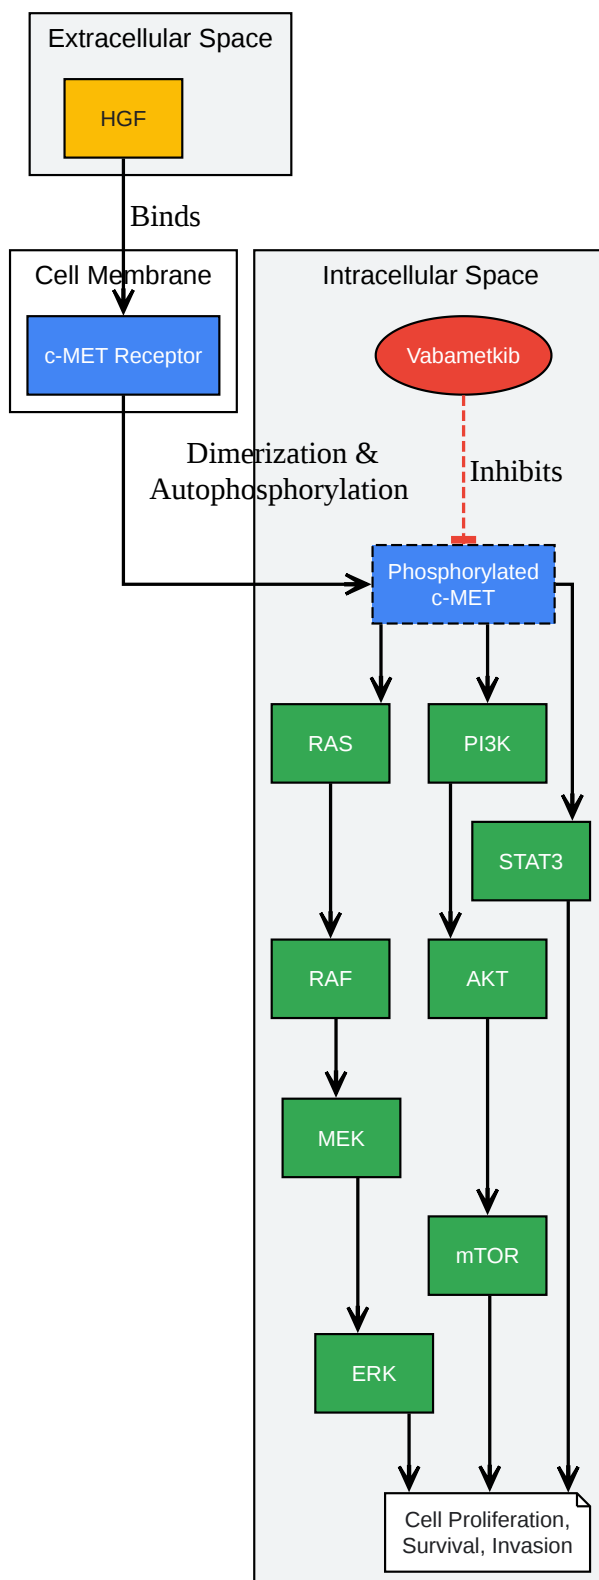 Extracellular Space
HGF
Binds
Cell Membrane
c-MET Receptor
Intracellular Space
Vabametkib
Dimerization &
Autophosphorylation
Inhibits
Phosphorylated
c-MET
RAS
PI3K
STAT3
RAF
AKT
MEK
mTOR
ERK
Cell Proliferation,
Survival, Invasion